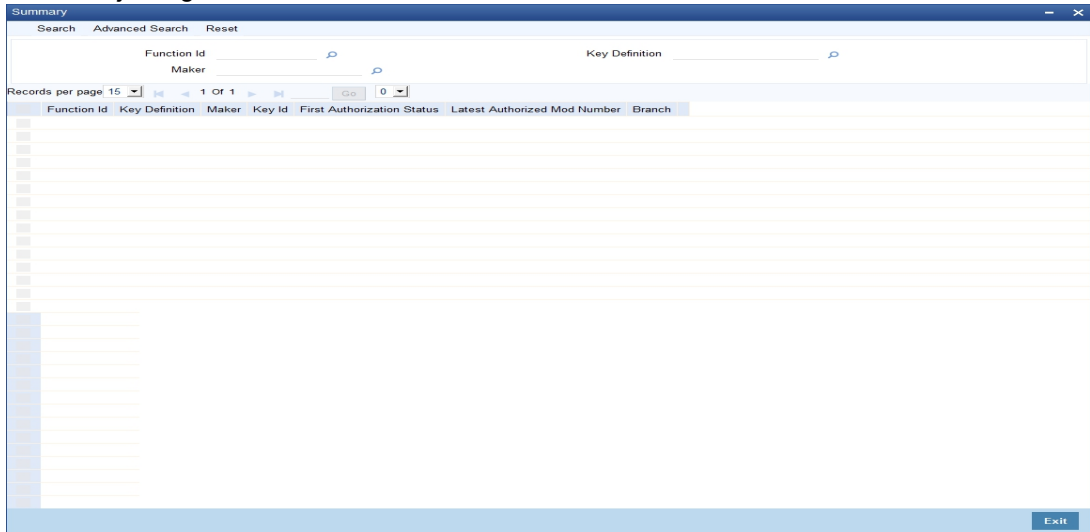 Summary
Search Advanced Search Reset
Function Id Key Definition
Maker
Records per page 15 1 Of 1 Go 0
Function Id Key Definition Maker Key Id First Authorization Status Latest Authorized Mod Number Branch
Exit